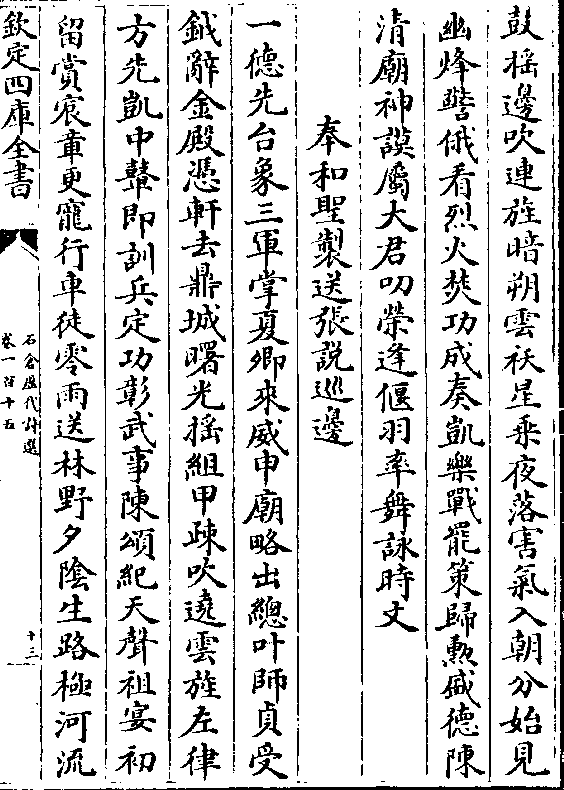 鼓揺邊吹連旌暗朔雲祅星乘夜落害氣入朝分始見
幽烽警俄看烈火焚功成奏凱樂戰罷策歸勲盛德陳
清廟神謨屬大君叨榮逢偃羽率舞詠時文
奉和聖製送張説巡邊
一德先台象三軍掌夏卿來威申廟略出總叶師貞受
鉞辭金殿憑軒去鼎城曙光揺組甲疎吹遶雲旌左律
方先凱中鼙即訓兵定功彰武事陳頌紀天聲祖宴初
留賞衮章更寵行車徒零雨送林野夕陰生路極河流
欽定四庫全書
石倉歷代詩選
卷一百十五
十三